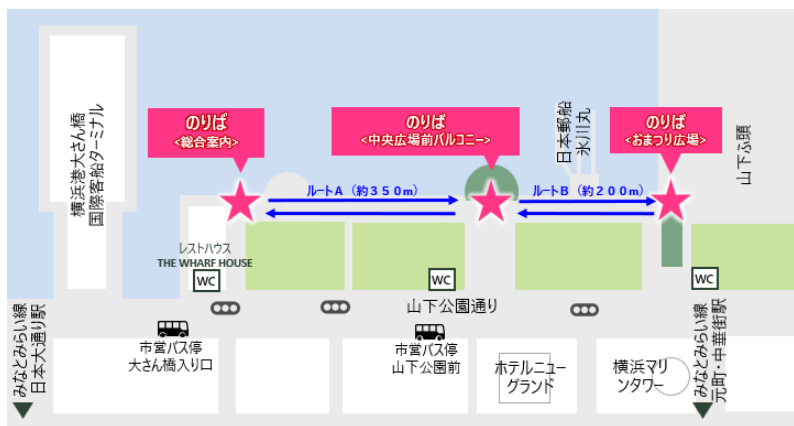 のりば
<総合案内>
のりば
<中央広場前バルコニー>
のりば
<おまつり広場>
横浜港大さん橋
国際客船ターミナル
日本郵船
氷川丸
山下ふ頭
ルートA（約350m）
ルートB（約200m）
レストハウス
THE WHARF HOUSE
WC
WC
WC
山下公園通り
みなとみらい線
日本大通り駅
市営バス停
大さん橋入り口
市営バス停
山下公園前
ホテルニュー
グランド
横浜マリ
ンタワー
みなとみらい線
元町・中華街駅